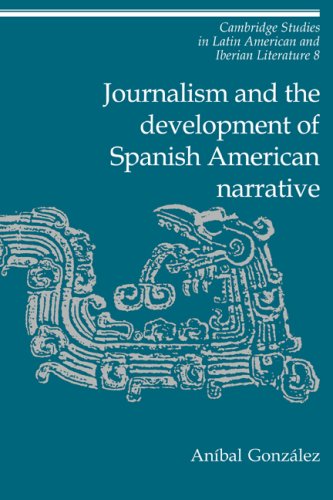 Cambridge Studies
in Latin American and
Iberian Literature 8
Journalism and the
development of
Spanish American
narrative
Aníbal González